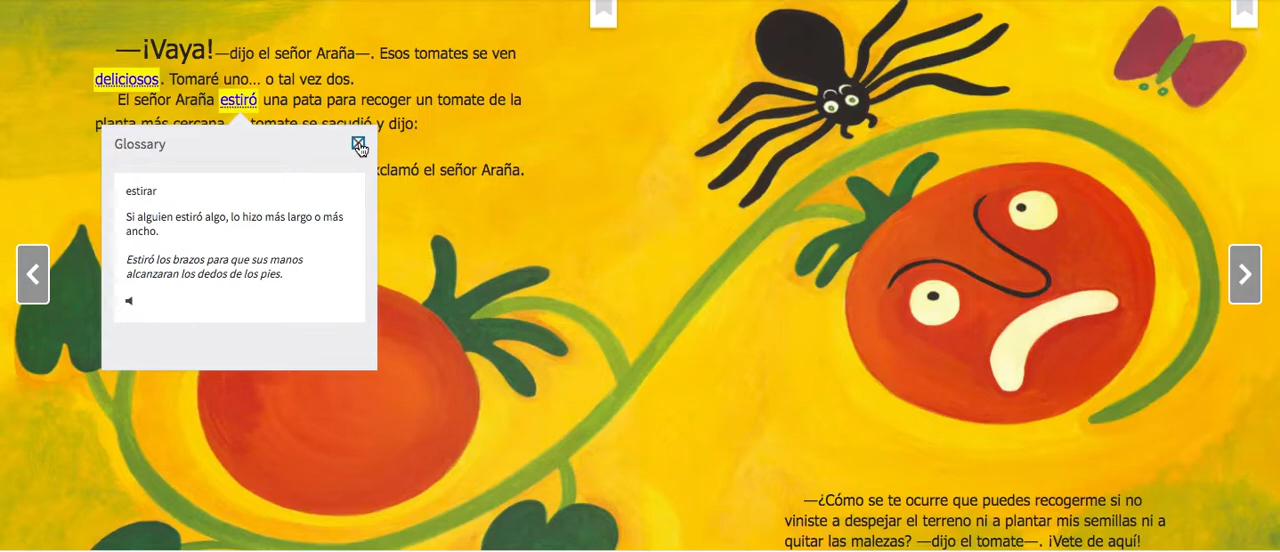 —¡Vaya!—dijo el señor Araña—. Esos tomates se ven
deliciosos. Tomaré uno... o tal vez dos.
El señor Araña estiró una pata para recoger un tomate de la
planta más cercana. tomate se sacudió y dijo:
Glossary
exclamó el señor Araña.
estirar
Si alguien estiró algo, lo hizo más largo o más
ancho.
Estiró los brazos para que sus manos
alcanzaran los dedos de los pies.
—¿Cómo se te ocurre que puedes recogerme si no
viniste a despejar el terreno ni a plantar mis semillas ni a
quitar las malezas? —dijo el tomate—. ¡Vete de aquí!